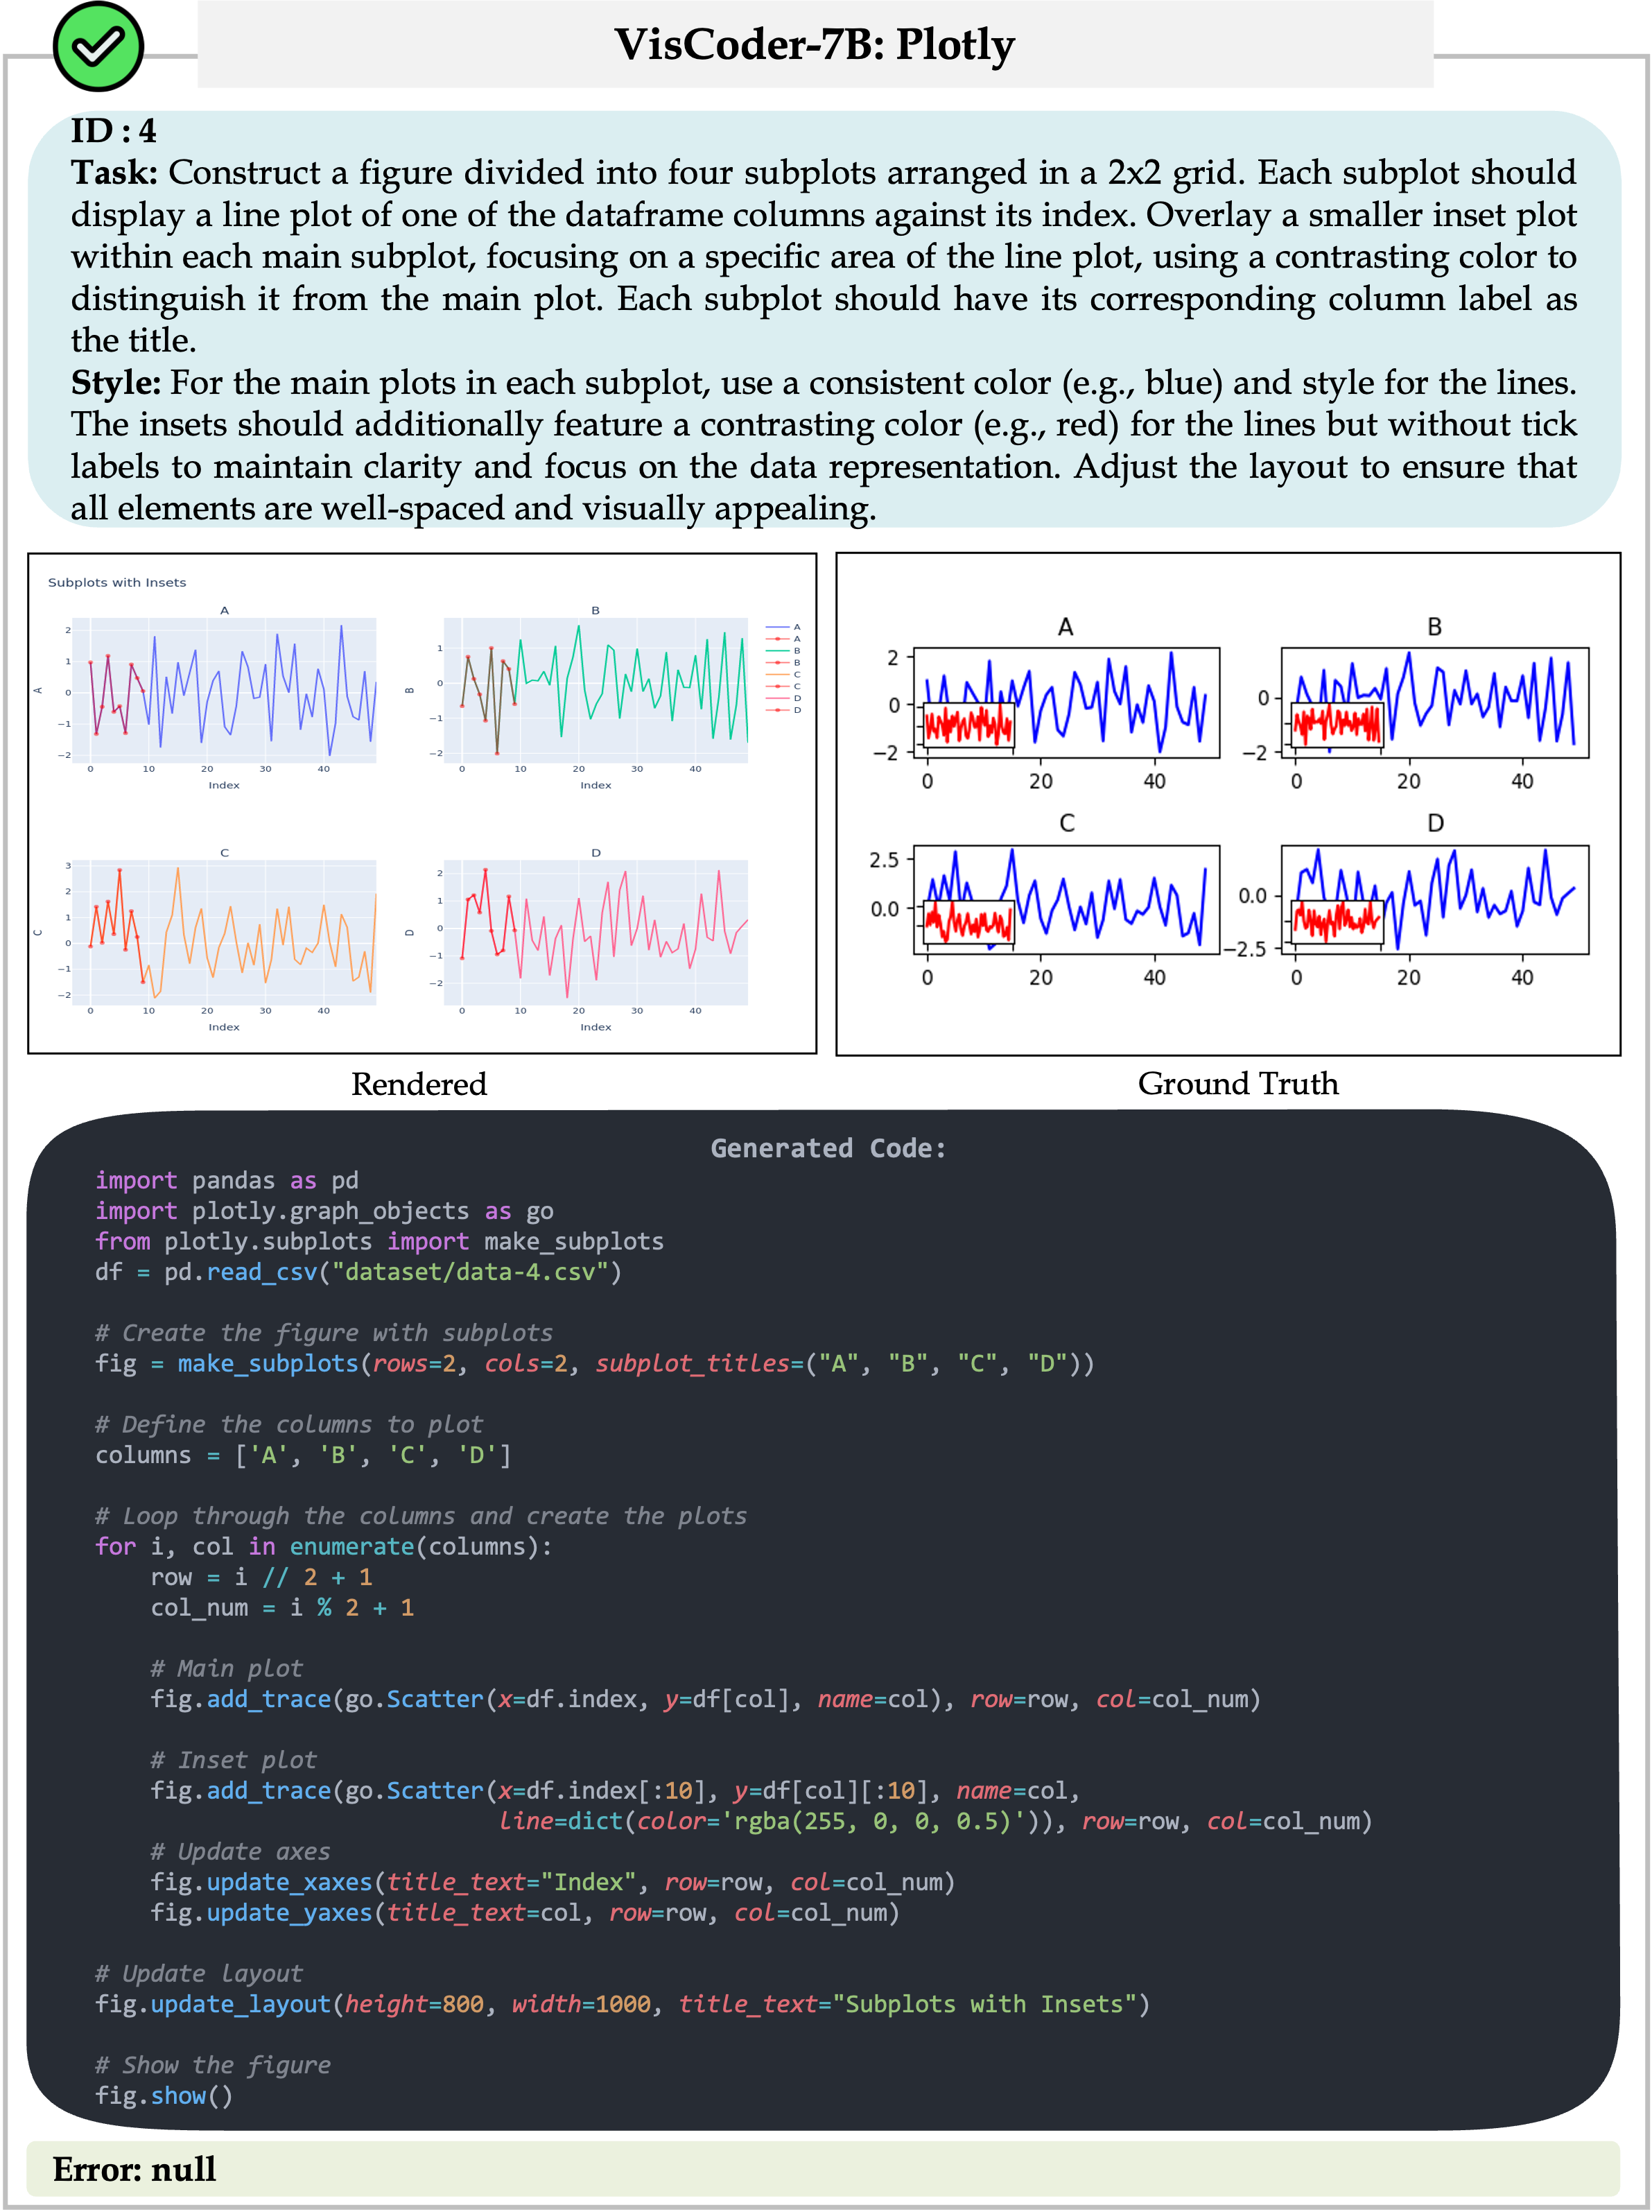 VisCoder-7B: Plotly
ID : 4
Task: Construct a figure divided into four subplots arranged in a 2x2 grid. Each subplot should
display a line plot of one of the dataframe columns against its index. Overlay a smaller inset plot
within each main subplot, focusing on a specific area of the line plot, using a contrasting color to
distinguish it from the main plot. Each subplot should have its corresponding column label as
the title.
Style: For the main plots in each subplot, use a consistent color (e.g., blue) and style for the lines.
The insets should additionally feature a contrasting color (e.g., red) for the lines but without tick
labels to maintain clarity and focus on the data representation. Adjust the layout to ensure that
all elements are well-spaced and visually appealing.
Subplots with Insets
A
2
1
0
−1
−2
A
0 10 20 30 40
Index
B
1
0
−1
−2
B
0 10 20 30 40
Index
A
A
B
B
C
C
D
D
C
3
2
1
0
−1
−2
C
0 10 20 30 40
Index
D
2
1
0
−1
−2
D
0 10 20 30 40
Index
Rendered
A
2
0
−2
0 20 40
B
0
−2
0 20 40
C
2.5
0.0
0 20 40
D
0.0
−2.5
0 20 40
Ground Truth
Generated Code:
import pandas as pd
import plotly.graph_objects as go
from plotly.subplots import make_subplots
df = pd.read_csv("dataset/data-4.csv")
# Create the figure with subplots
fig = make_subplots(rows=2, cols=2, subplot_titles=("A", "B", "C", "D"))
# Define the columns to plot
columns = ['A', 'B', 'C', 'D']
# Loop through the columns and create the plots
for i, col in enumerate(columns):
    row = i // 2 + 1
    col_num = i % 2 + 1
    # Main plot
    fig.add_trace(go.Scatter(x=df.index, y=df[col], name=col), row=row, col=col_num)
    # Inset plot
    fig.add_trace(go.Scatter(x=df.index[:10], y=df[col][:10], name=col,
                             line=dict(color='rgba(255, 0, 0, 0.5)')), row=row, col=col_num)
    # Update axes
    fig.update_xaxes(title_text="Index", row=row, col=col_num)
    fig.update_yaxes(title_text=col, row=row, col=col_num)
# Update layout
fig.update_layout(height=800, width=1000, title_text="Subplots with Insets")
# Show the figure
fig.show()
Error: null